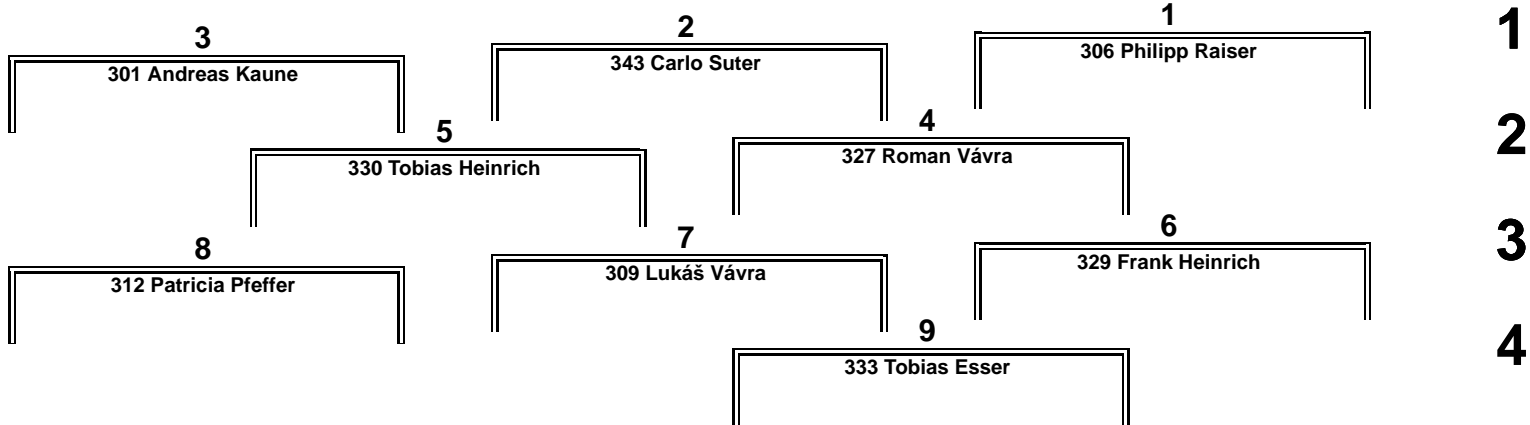 3 2 1 1
301 Andreas Kaune 343 Carlo Suter 306 Philipp Raiser
5 4 2
330 Tobias Heinrich 327 Roman Vávra
8 7 6 3
312 Patricia Pfeffer 309 Lukáš Vávra 329 Frank Heinrich
9 4
333 Tobias Esser